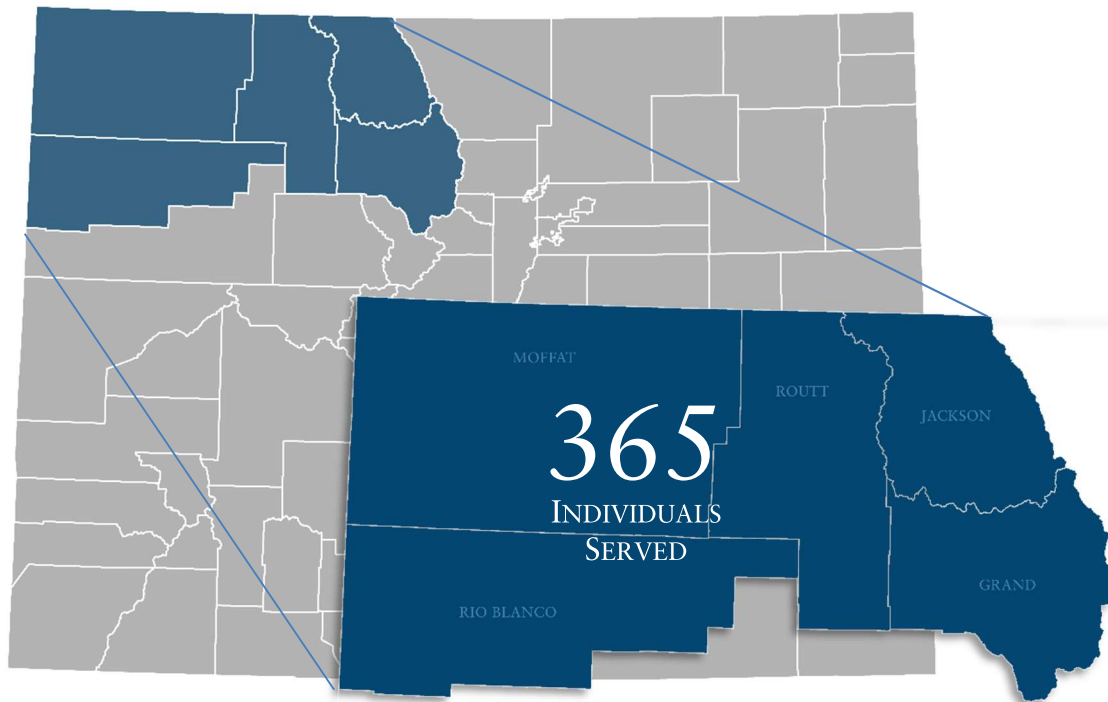 MOFFAT
ROUTT
JACKSON
365
INDIVIDUALS
SERVED
GRAND
RIO BLANCO